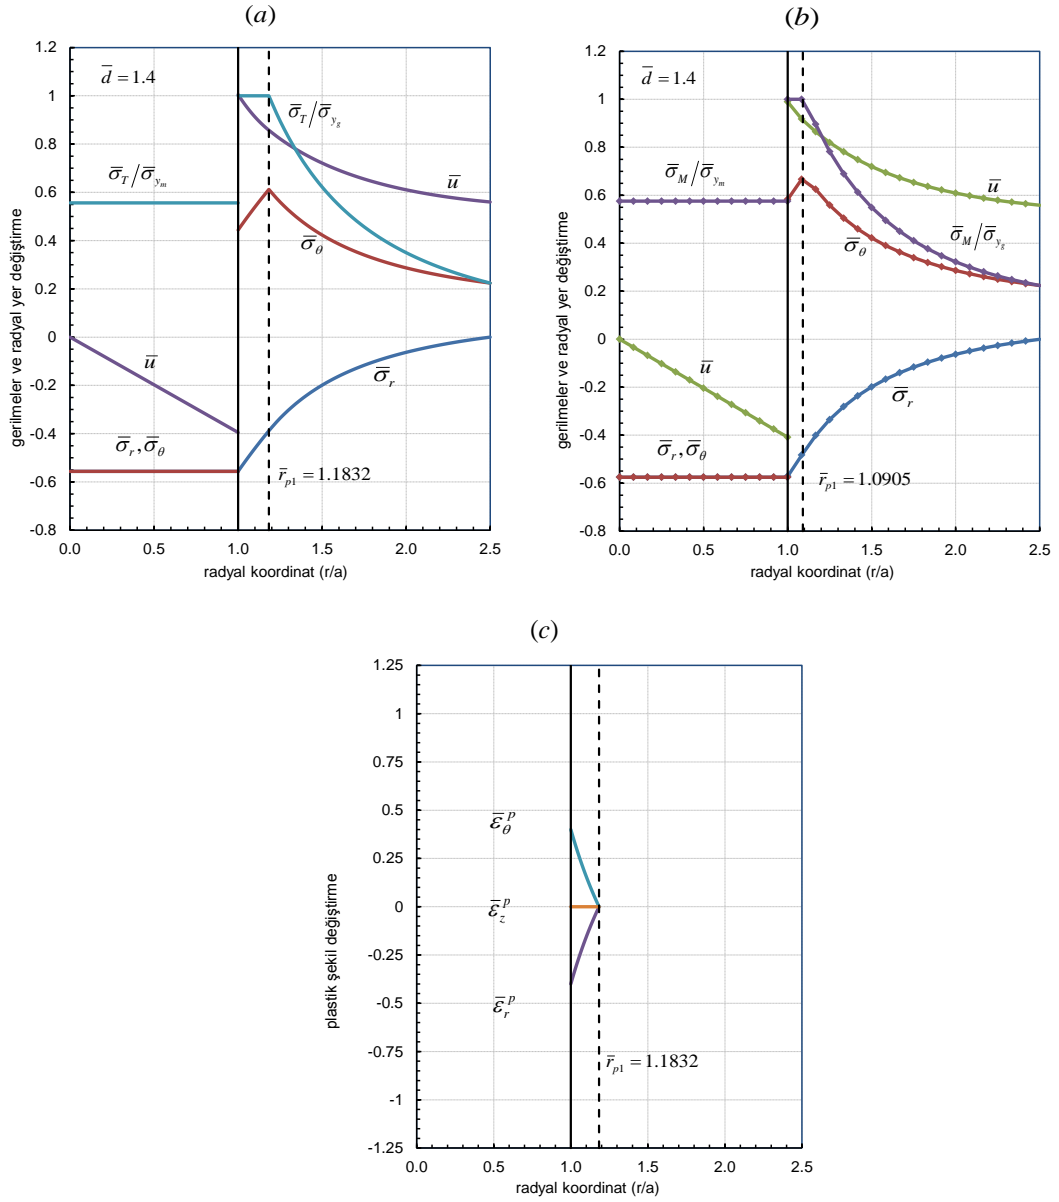 (a)
gerilmeler ve radyal yer değiştirme
1.2
1
0.8
0.6
0.4
0.2
0
-0.2
-0.4
-0.6
-0.8
d̅ = 1.4
σ̅_T/σ̅_{y_g}
σ̅_T/σ̅_{y_m}
u̅
σ̅_θ
u̅
σ̅_r
σ̅_r, σ̅_θ
r̅_{p1} = 1.1832
0.0 0.5 1.0 1.5 2.0 2.5
radyal koordinat (r/a)
(b)
gerilmeler ve radyal yer değiştirme
1.2
1
0.8
0.6
0.4
0.2
0
-0.2
-0.4
-0.6
-0.8
d̅ = 1.4
σ̅_M/σ̅_{y_m}
u̅
σ̅_M/σ̅_{y_g}
σ̅_θ
u̅
σ̅_r
σ̅_r, σ̅_θ
r̅_{p1} = 1.0905
0.0 0.5 1.0 1.5 2.0 2.5
radyal koordinat (r/a)
(c)
plastik şekil değiştirme
1.25
1
0.75
0.5
0.25
0
-0.25
-0.5
-0.75
-1
-1.25
ε̅_θ^p
ε̅_z^p
ε̅_r^p
r̅_{p1} = 1.1832
0.0 0.5 1.0 1.5 2.0 2.5
radyal koordinat (r/a)